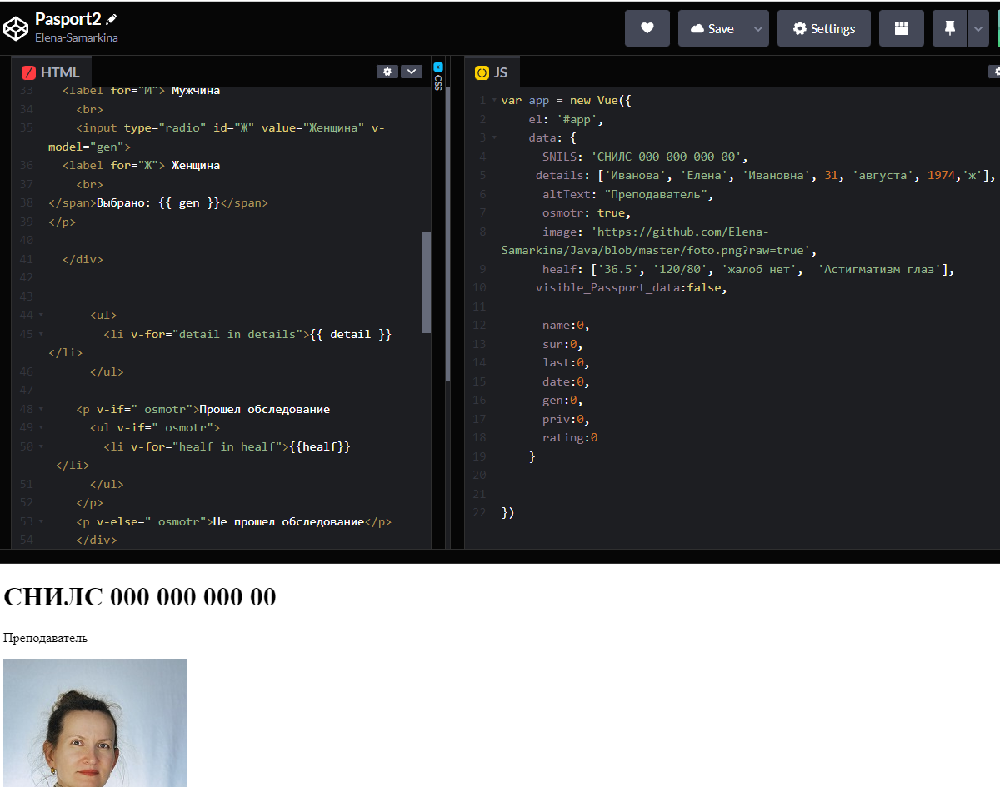 Pasport2
Elena-Samarkina
Save
Settings
HTML
CSS
JS
33 <label for="М"> Мужчина
34 <br>
35 <input type="radio" id="Ж" value="Женщина" v-
model="gen">
36 <label for="Ж"> Женщина
37 <br>
38 </span>Выбрано: {{ gen }}</span>
39 </p>
40
41 </div>
42
43
44 <ul>
45 <li v-for="detail in details">{{ detail }}
</li>
46 </ul>
47
48 <p v-if=" osmotr">Прошел обследование
49 <ul v-if=" osmotr">
50 <li v-for="healf in healf">{{healf}}
</li>
51 </ul>
52 </p>
53 <p v-else=" osmotr">Не прошел обследование</p>
54 </div>
1 var app = new Vue({
2 el: '#app',
3 data: {
4 SNILS: 'СНИЛС 000 000 000 00',
5 details: ['Иванова', 'Елена', 'Ивановна', 31, 'августа', 1974,'ж'],
6 altText: "Преподаватель",
7 osmotr: true,
8 image: 'https://github.com/Elena-
Samarkina/Java/blob/master/foto.png?raw=true',
9 healf: ['36.5', '120/80', 'жалоб нет', 'Астигматизм глаз'],
10 visible_Passport_data:false,
11
12 name:0,
13 sur:0,
14 last:0,
15 date:0,
16 gen:0,
17 priv:0,
18 rating:0
19 }
20
21
22 })
СНИЛС 000 000 000 00
Преподаватель